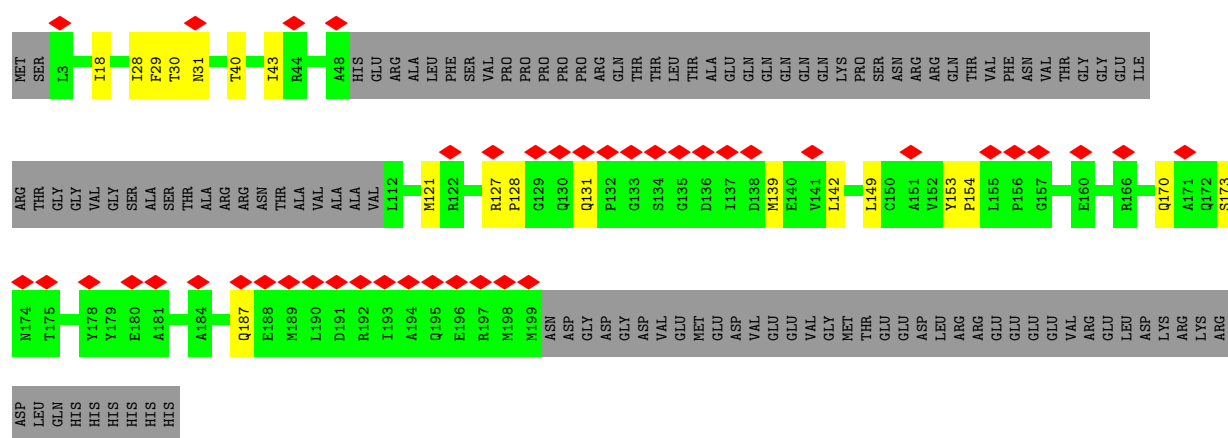 MET SER L3 I18 I28 F29 T30 N31 T40 I43 R44 A48 HIS GLU ARG ALA LEU PHE SER VAL PRO PRO PRO PRO PRO ARG GLN THR THR LEU THR ALA GLU GLN GLN GLN GLN GLN LYS PRO SER ASN ARG ARG GLN THR VAL PHE ASN VAL THR GLY GLY GLU ILE
ARG THR GLY GLY VAL GLY SER ALA SER THR ALA ARG ARG ASN THR ALA VAL ALA ALA VAL L112 M121 R122 R127 P128 G129 Q130 Q131 P132 G133 S134 G135 D136 I137 D138 M139 E140 V141 L142 L149 C150 A151 V152 Y153 P154 L155 P156 G157 E160 R166 Q170 A171 Q172 S173
N174 T175 Y178 Y179 E180 A181 A184 Q187 E188 M189 L190 D191 R192 I193 A194 Q195 E196 R197 M198 M199 ASN ASP GLY ASP GLY ASP VAL GLU MET GLU ASP VAL GLU GLU VAL GLY MET THR GLU GLU ASP LEU ARG ARG GLU GLU GLU GLU VAL ARG GLU LEU ASP LYS ARG LYS ARG
ASP LEU GLN HIS HIS HIS HIS HIS HIS